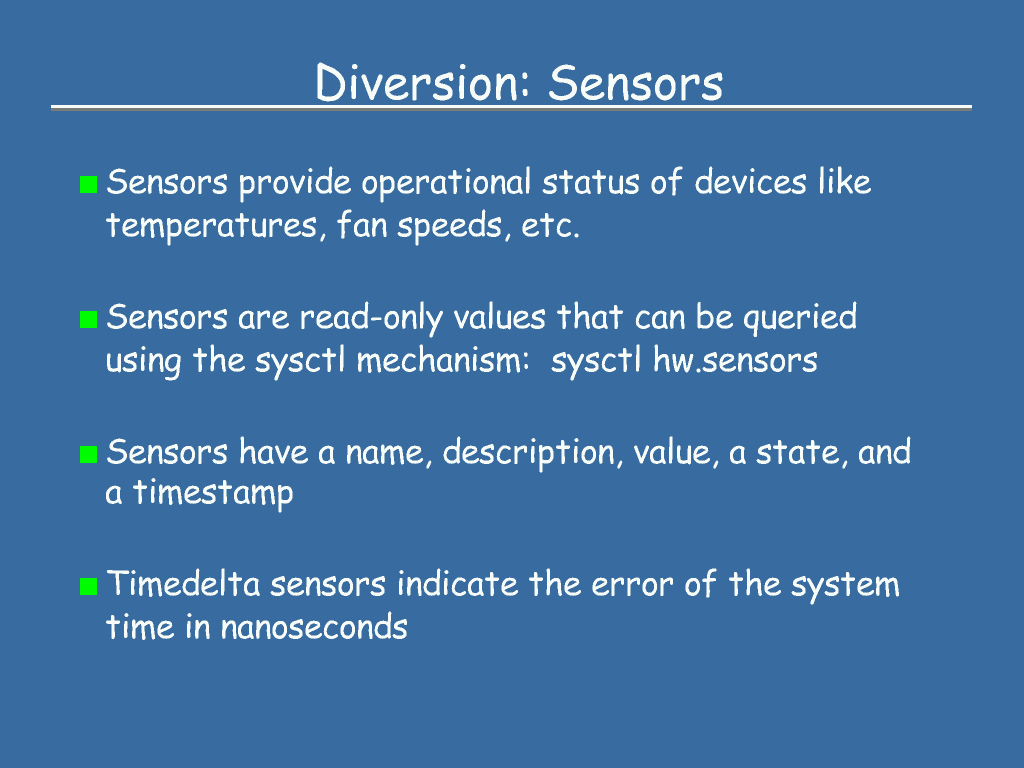 Diversion: Sensors
Sensors provide operational status of devices like
temperatures, fan speeds, etc.
Sensors are read-only values that can be queried
using the sysctl mechanism:  sysctl hw.sensors
Sensors have a name, description, value, a state, and
a timestamp
Timedelta sensors indicate the error of the system
time in nanoseconds